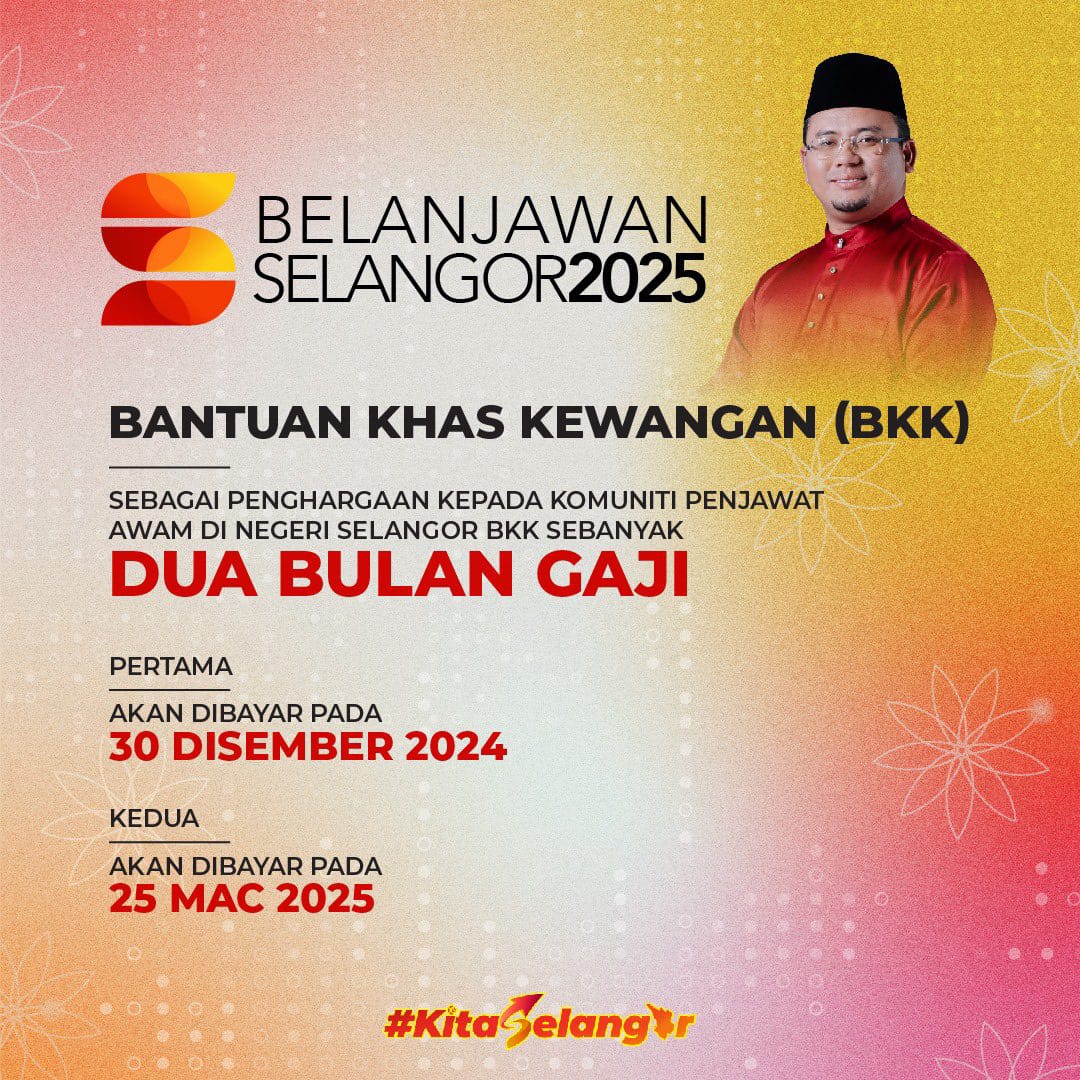 BELANJAWAN
SELANGOR2025
BANTUAN KHAS KEWANGAN (BKK)
SEBAGAI PENGHARGAAN KEPADA KOMUNITI PENJAWAT
AWAM DI NEGERI SELANGOR BKK SEBANYAK
DUA BULAN GAJI
PERTAMA
AKAN DIBAYAR PADA
30 DISEMBER 2024
KEDUA
AKAN DIBAYAR PADA
25 MAC 2025
#KitaSelangor